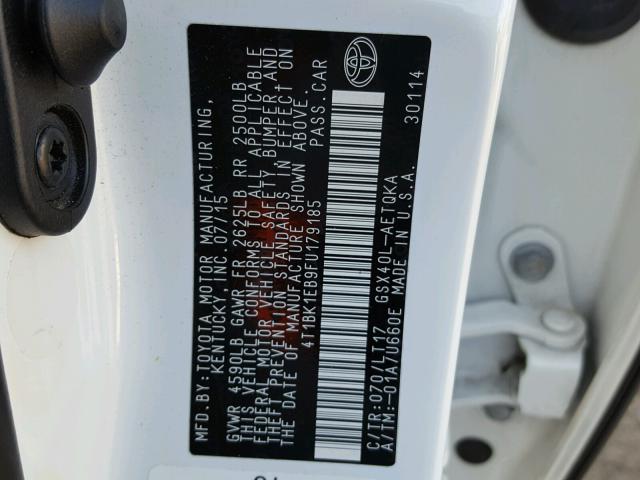 MFD. BY: TOYOTA MOTOR MANUFACTURING,
KENTUCKY, INC. 07/15
GVWR 4590LB GAWR FR 2625LB RR 2500LB
THIS VEHICLE CONFORMS TO ALL APPLICABLE
FEDERAL MOTOR VEHICLE SAFETY, BUMPER, AND
THEFT PREVENTION STANDARDS IN EFFECT ON
THE DATE OF MANUFACTURE SHOWN ABOVE.
4T1BK1EB9FU179185 PASS. CAR
C/TR:070/LT17 GSX40L-AETQKA
A/TM:-01A/U660E MADE IN U.S.A.
30114